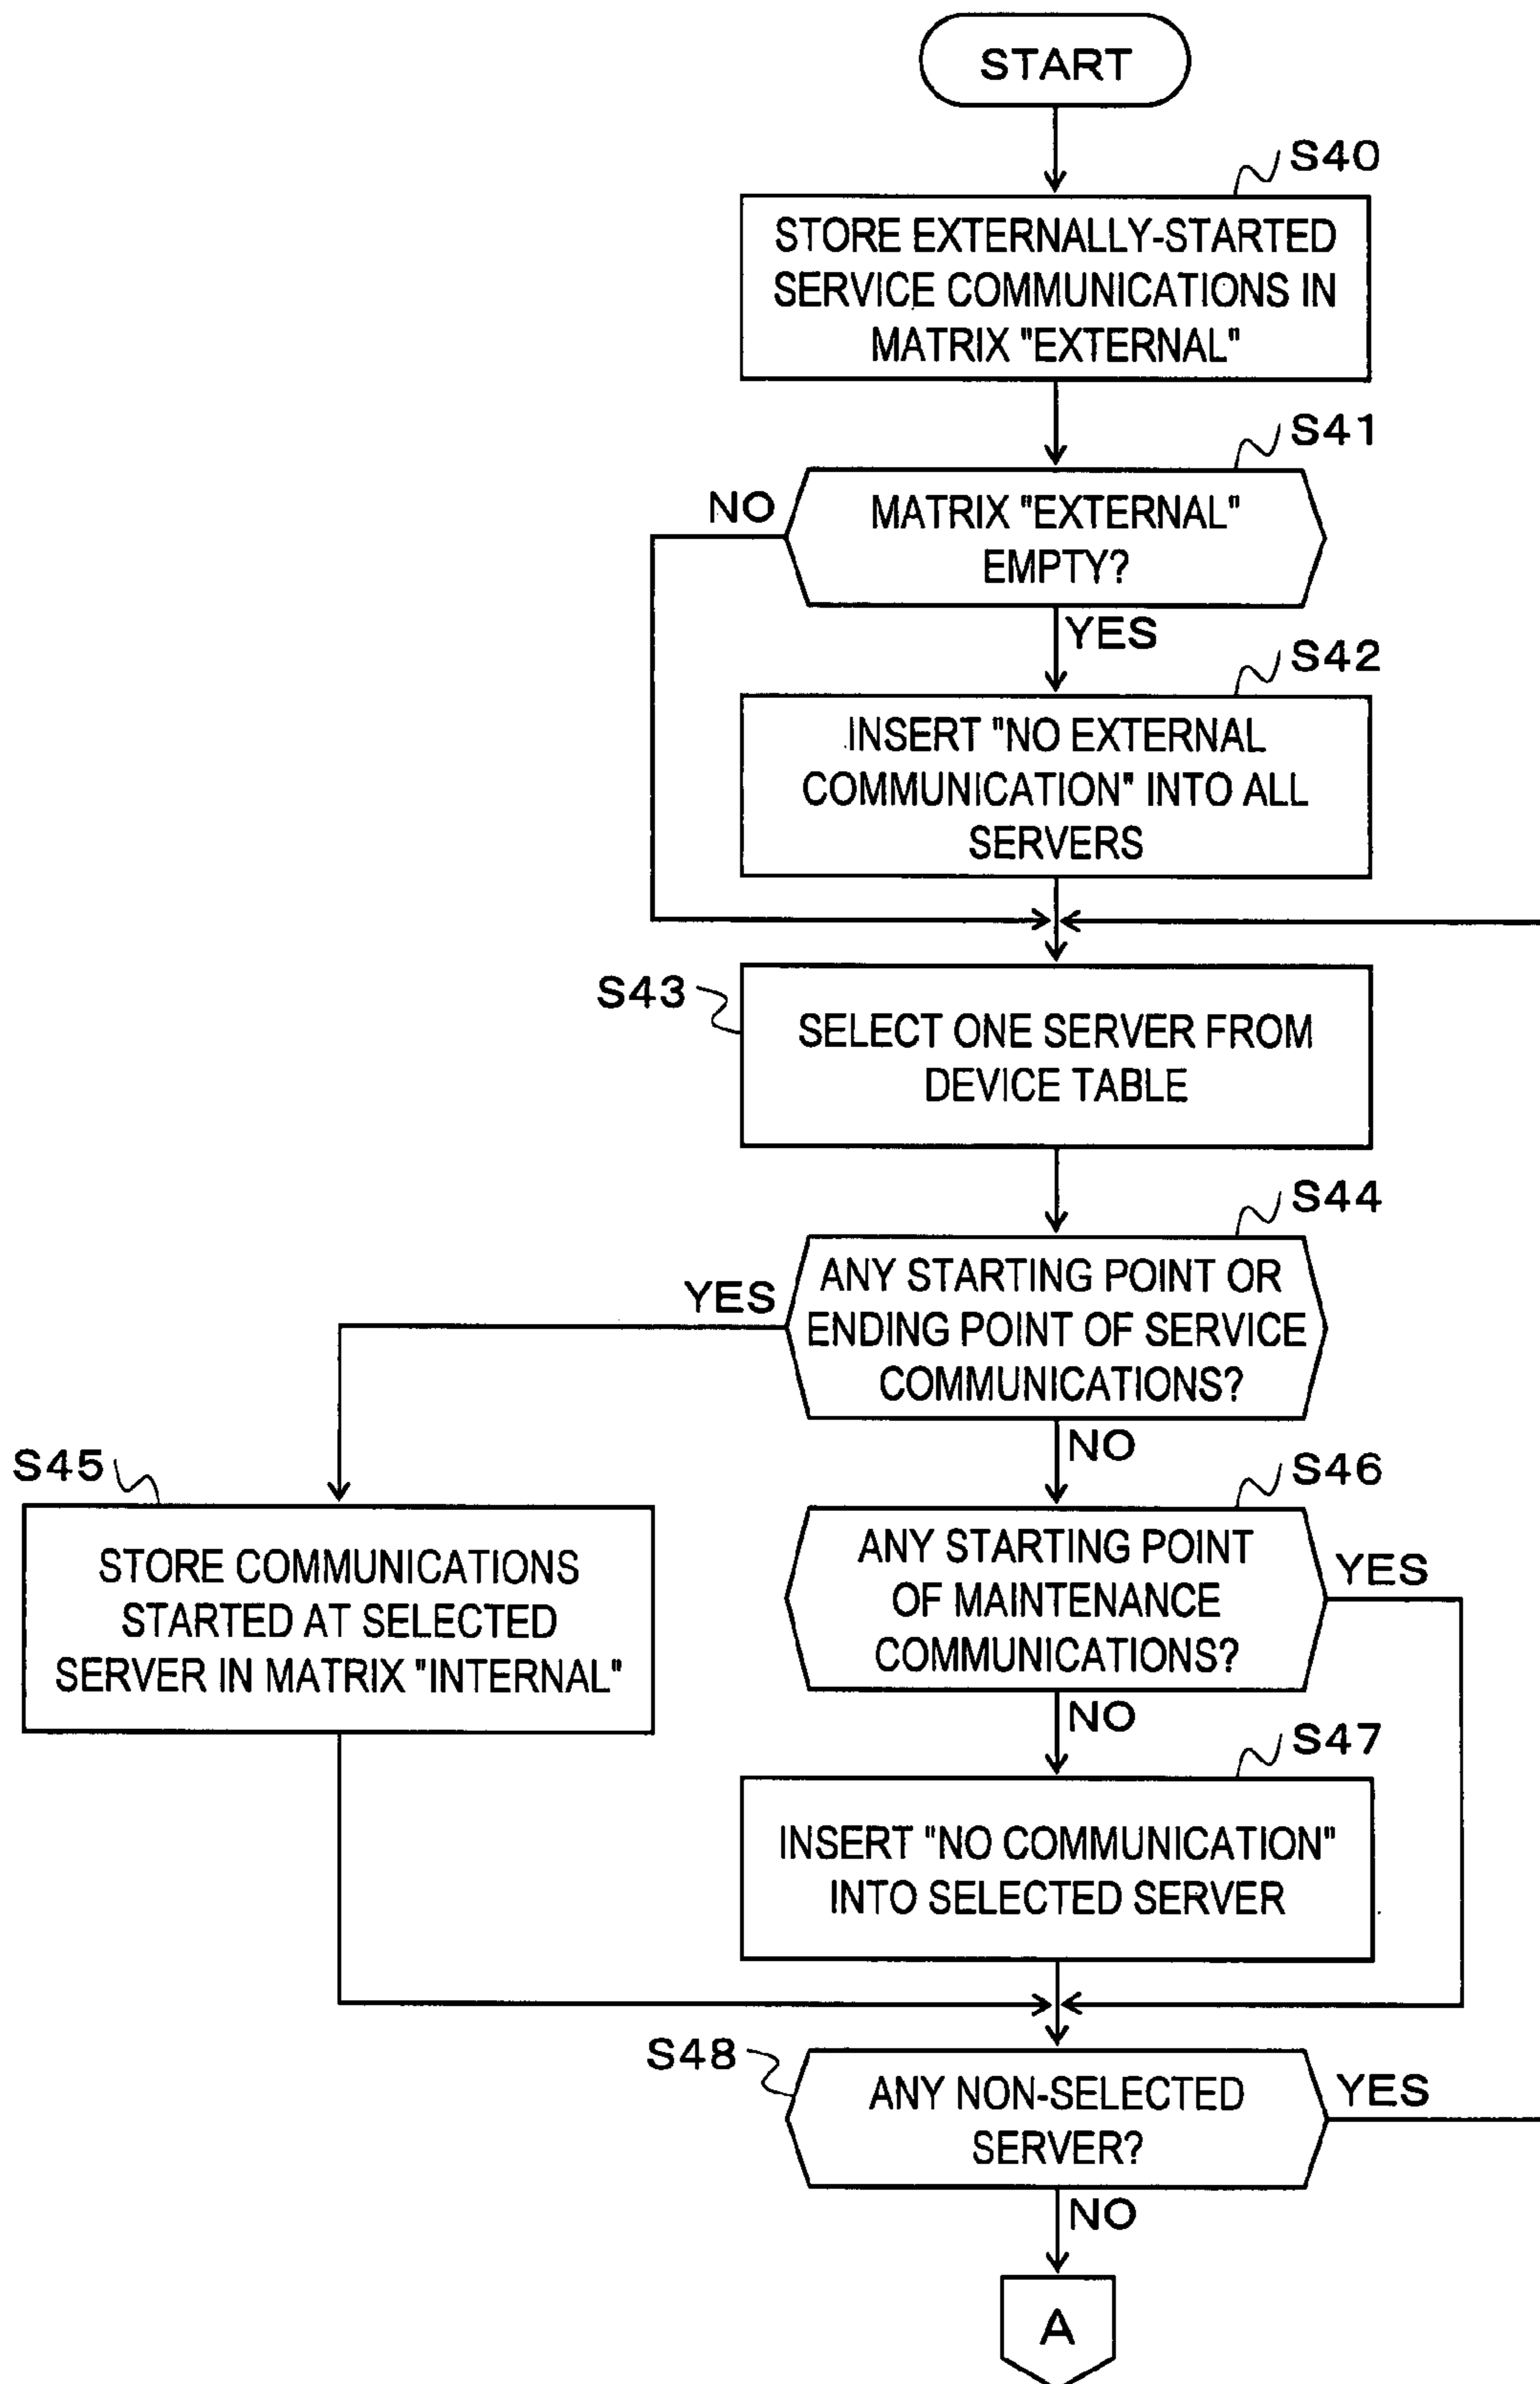 START
S40
STORE EXTERNALLY-STARTED
SERVICE COMMUNICATIONS IN
MATRIX "EXTERNAL"
S41
NO
MATRIX "EXTERNAL"
EMPTY?
YES
S42
INSERT "NO EXTERNAL
COMMUNICATION" INTO ALL
SERVERS
S43
SELECT ONE SERVER FROM
DEVICE TABLE
S44
YES
ANY STARTING POINT OR
ENDING POINT OF SERVICE
COMMUNICATIONS?
NO
S45
STORE COMMUNICATIONS
STARTED AT SELECTED
SERVER IN MATRIX "INTERNAL"
S46
ANY STARTING POINT
OF MAINTENANCE
COMMUNICATIONS?
YES
NO
S47
INSERT "NO COMMUNICATION"
INTO SELECTED SERVER
S48
ANY NON-SELECTED
SERVER?
YES
NO
A